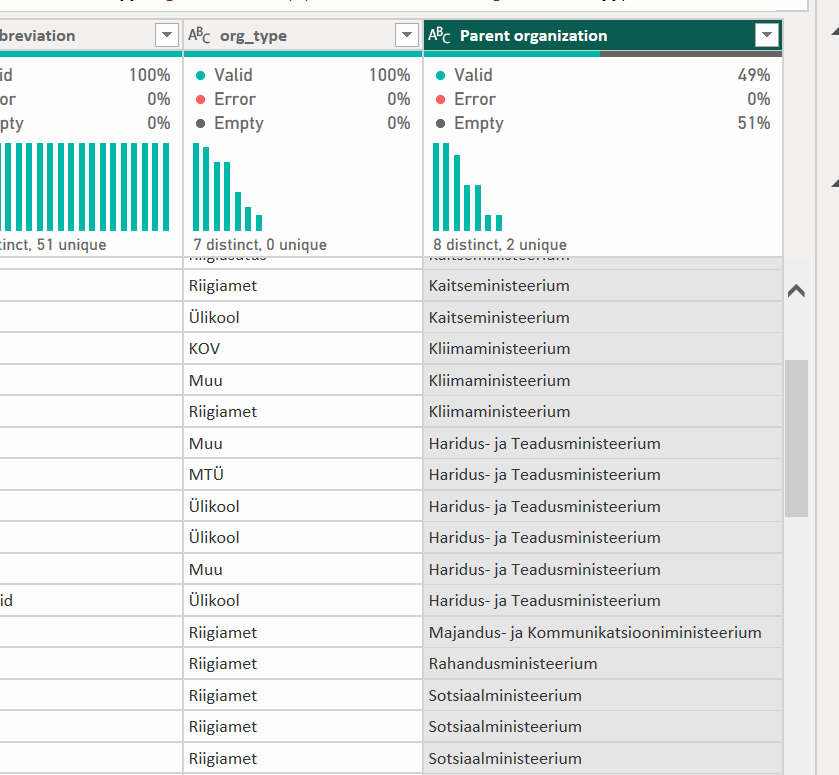 breviation ABC org_type ABC Parent organization
id 100% Valid 100% Valid 49%
or 0% Error 0% Error 0%
pty 0% Empty 0% Empty 51%
tinct, 51 unique 7 distinct, 0 unique 8 distinct, 2 unique
Riigiamet Kaitseministeerium
Ülikool Kaitseministeerium
KOV Kliimaministeerium
Muu Kliimaministeerium
Riigiamet Kliimaministeerium
Muu Haridus- ja Teadusministeerium
MTÜ Haridus- ja Teadusministeerium
Ülikool Haridus- ja Teadusministeerium
Ülikool Haridus- ja Teadusministeerium
Muu Haridus- ja Teadusministeerium
id Ülikool Haridus- ja Teadusministeerium
Riigiamet Majandus- ja Kommunikatsiooniministeerium
Riigiamet Rahandusministeerium
Riigiamet Sotsiaalministeerium
Riigiamet Sotsiaalministeerium
Riigiamet Sotsiaalministeerium